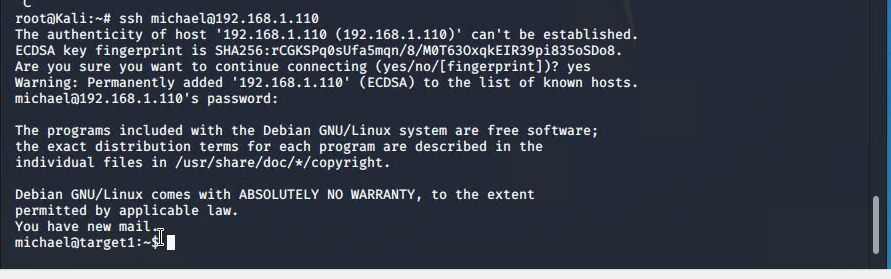 C
root@Kali:~# ssh michael@192.168.1.110
The authenticity of host '192.168.1.110 (192.168.1.110)' can't be established.
ECDSA key fingerprint is SHA256:rCGKSPq0sUfa5mqn/8/M0T63OxqkEIR39pi835oSDo8.
Are you sure you want to continue connecting (yes/no/[fingerprint])? yes
Warning: Permanently added '192.168.1.110' (ECDSA) to the list of known hosts.
michael@192.168.1.110's password:
The programs included with the Debian GNU/Linux system are free software;
the exact distribution terms for each program are described in the
individual files in /usr/share/doc/*/copyright.
Debian GNU/Linux comes with ABSOLUTELY NO WARRANTY, to the extent
permitted by applicable law.
You have new mail.
michael@target1:~$